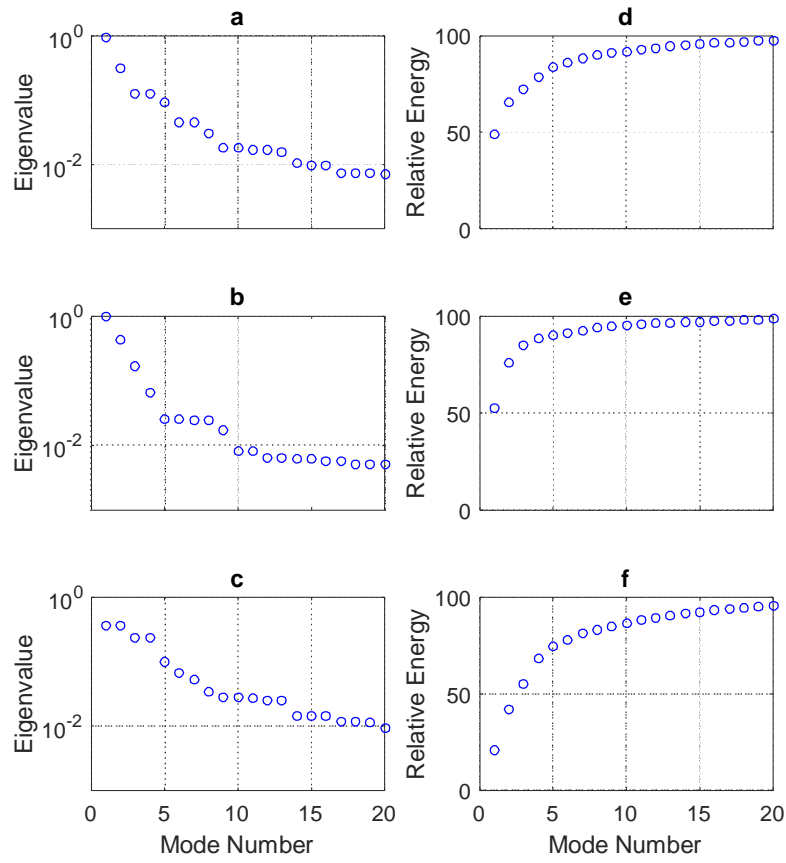 a
10^0
10^-2
Eigenvalue
d
100
50
0
Relative Energy
b
10^0
10^-2
Eigenvalue
e
100
50
0
Relative Energy
c
10^0
10^-2
Eigenvalue
0 5 10 15 20
Mode Number
f
100
50
0
Relative Energy
0 5 10 15 20
Mode Number